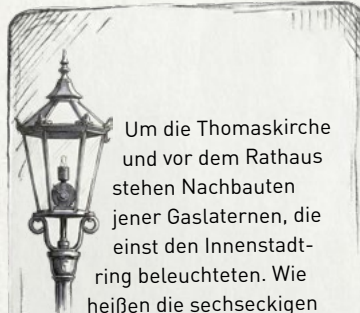 Um die Thomaskirche
und vor dem Rathaus
stehen Nachbauten
jener Gaslaternen, die
einst den Innenstadt-
ring beleuchteten. Wie
heißen die sechseckigen